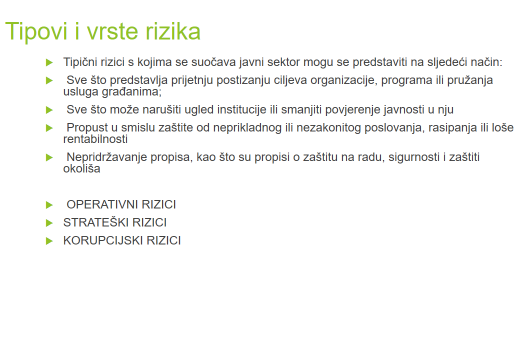 Tipovi i vrste rizika
Tipični rizici s kojima se suočava javni sektor mogu se predstaviti na sljedeći način:
Sve što predstavlja prijetnju postizanju ciljeva organizacije, programa ili pružanja
usluga građanima;
Sve što može narušiti ugled institucije ili smanjiti povjerenje javnosti u nju
Propust u smislu zaštite od neprikladnog ili nezakonitog poslovanja, rasipanja ili loše
rentabilnosti
Nepridržavanje propisa, kao što su propisi o zaštitu na radu, sigurnosti i zaštiti
okoliša
OPERATIVNI RIZICI
STRATEŠKI RIZICI
KORUPCIJSKI RIZICI